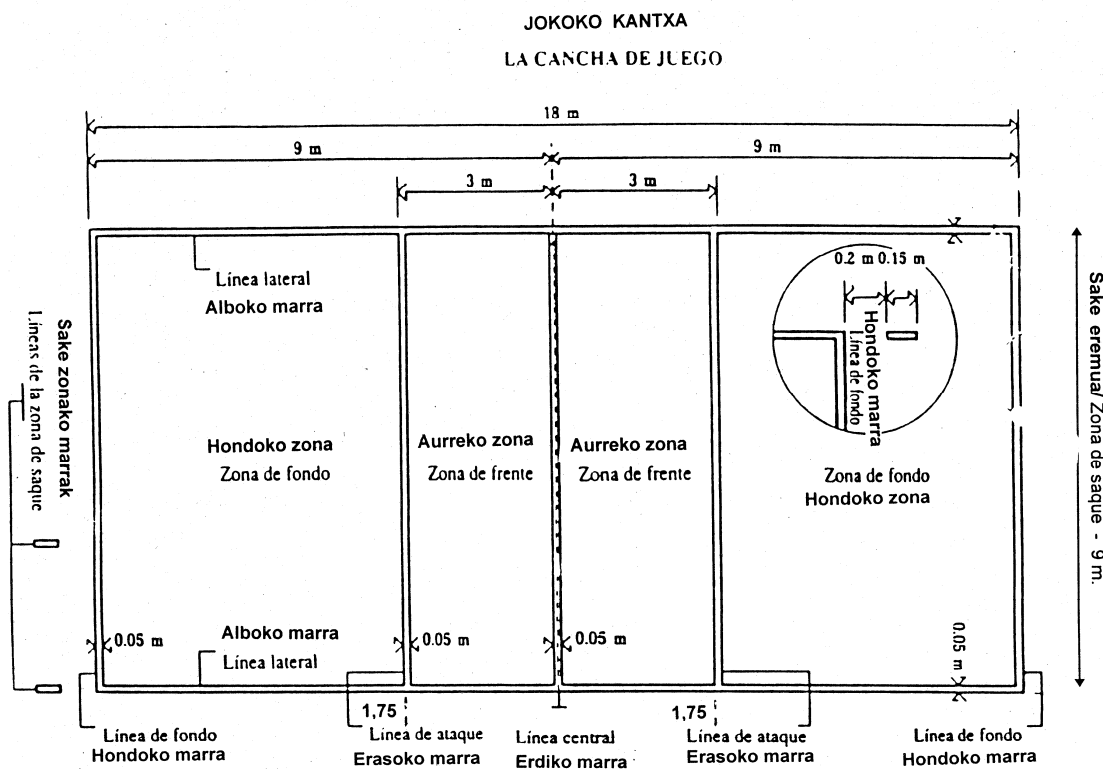 JOKOKO KANTXA
LA CANCHA DE JUEGO
18 m
9 m
9 m
3 m
3 m
Línea lateral
Alboko marra
0.2 m 0.15 m
Hondoko marra
Línea de fondo
Sake zonako marrak
Líneas de la zona de saque
Sake eremua/ Zona de saque - 9 m.
Hondoko zona
Zona de fondo
Aurreko zona
Zona de frente
Aurreko zona
Zona de frente
Zona de fondo
Hondoko zona
0.05 m
Alboko marra
Línea lateral
0.05 m
0.05 m
0.05 m
1,75
1,75
Línea de fondo
Hondoko marra
Línea de ataque
Erasoko marra
Línea central
Erdiko marra
Línea de ataque
Erasoko marra
Línea de fondo
Hondoko marra